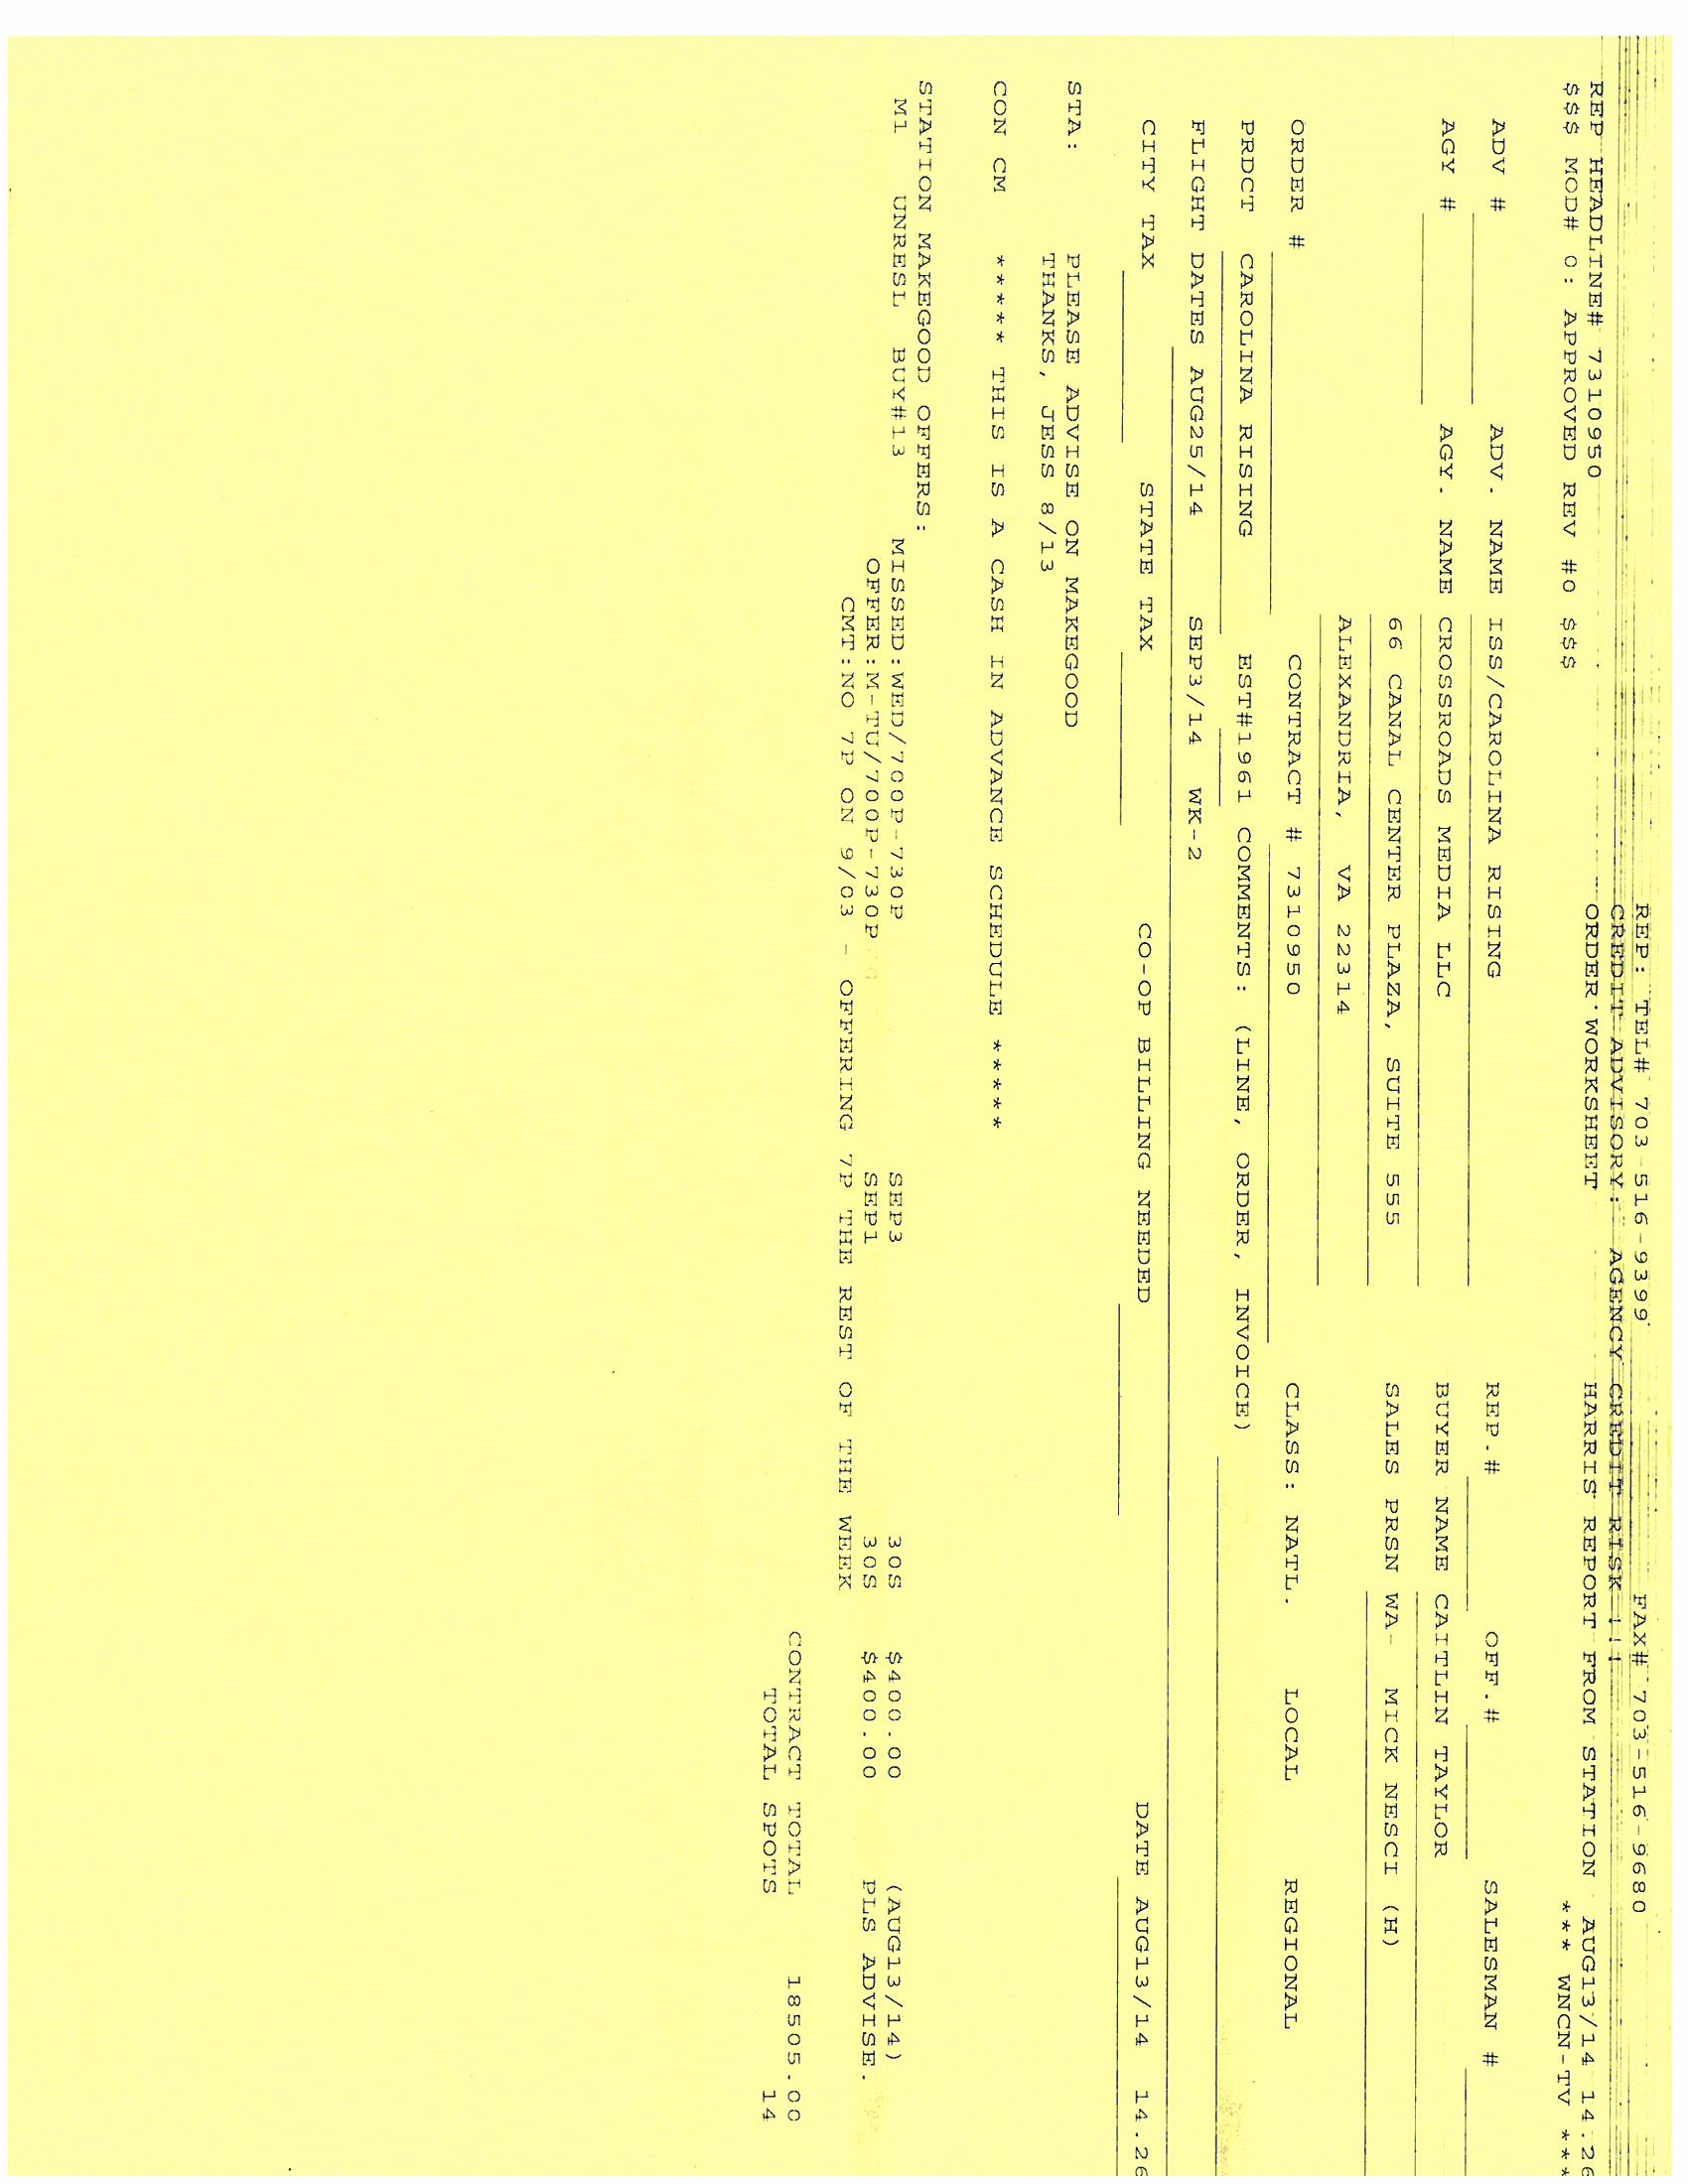 REP: TEL# 703-516-9399 FAX# 703-516-9680
CREDIT ADVISORY: AGENCY CREDIT RISK !!!
REP HEADLINE# 7310950 ORDER WORKSHEET HARRIS REPORT FROM STATION AUG13/14 14.26
$$$ MOD# 0: APPROVED REV #0 $$$ *** WNCN-TV ***
ADV # ADV. NAME ISS/CAROLINA RISING REP.# OFF.# SALESMAN #
AGY # AGY. NAME CROSSROADS MEDIA LLC BUYER NAME CAITLIN TAYLOR
66 CANAL CENTER PLAZA, SUITE 555 SALES PRSN WA- MICK NESCI (H)
ALEXANDRIA, VA 22314
ORDER # CONTRACT # 7310950 CLASS: NATL. LOCAL REGIONAL
PRDCT CAROLINA RISING EST#1961 COMMENTS: (LINE, ORDER, INVOICE)
FLIGHT DATES AUG25/14 SEP3/14 WK-2
CITY TAX STATE TAX CO-OP BILLING NEEDED DATE AUG13/14 14.26
STA: PLEASE ADVISE ON MAKEGOOD
THANKS, JESS 8/13
CON CM ***** THIS IS A CASH IN ADVANCE SCHEDULE *****
STATION MAKEGOOD OFFERS:
M1 UNRESL BUY#13 MISSED:WED/700P-730P SEP3 30S $400.00 (AUG13/14)
OFFER:M-TU/700P-730P SEP1 30S $400.00 PLS ADVISE.
CMT:NO 7P ON 9/03 - OFFERING 7P THE REST OF THE WEEK
CONTRACT TOTAL 18505.00
TOTAL SPOTS 14